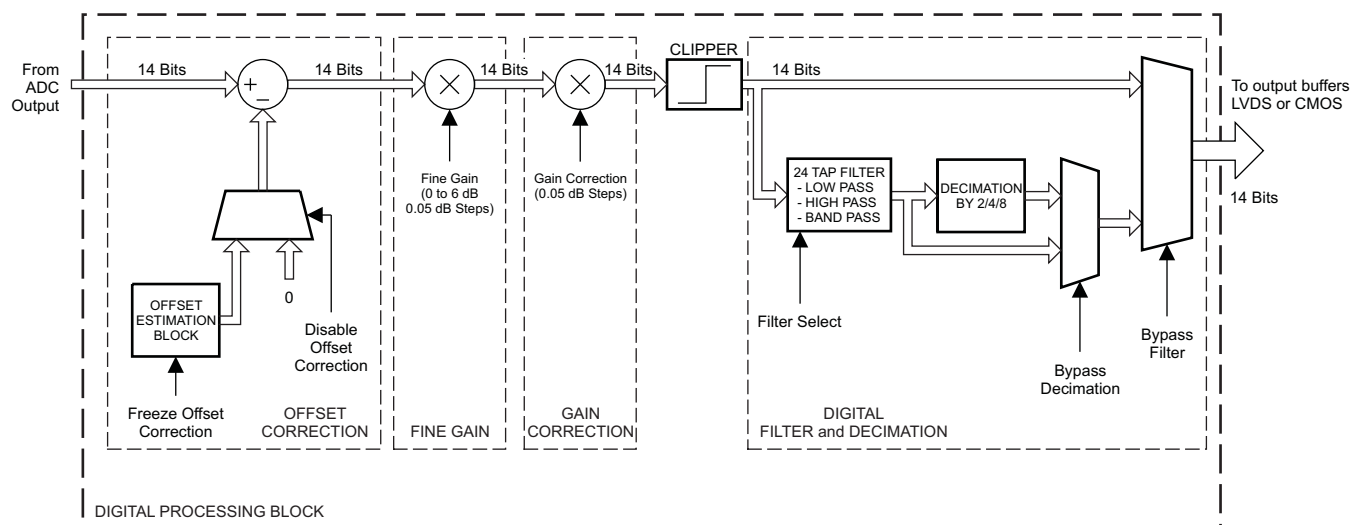 From
ADC
Output
14 Bits
+
−
14 Bits
14 Bits
14 Bits
CLIPPER
14 Bits
To output buffers
LVDS or CMOS
14 Bits
Fine Gain
(0 to 6 dB
0.05 dB Steps)
Gain Correction
(0.05 dB Steps)
24 TAP FILTER
- LOW PASS
- HIGH PASS
- BAND PASS
DECIMATION
BY 2/4/8
0
OFFSET
ESTIMATION
BLOCK
Disable
Offset
Correction
Filter Select
Bypass
Filter
Bypass
Decimation
Freeze Offset
Correction
OFFSET
CORRECTION
FINE GAIN
GAIN
CORRECTION
DIGITAL
FILTER and DECIMATION
DIGITAL PROCESSING BLOCK